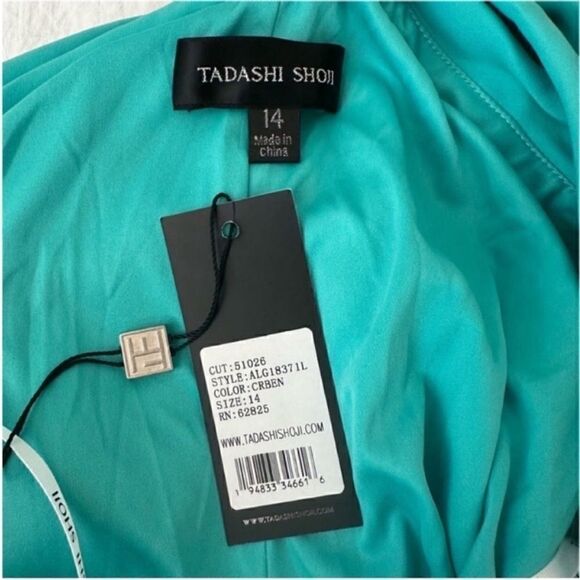 TADASHI SHOJI
14
Made in
China
CUT:51026
STYLE:ALG18371L
COLOR:CRBEN
SIZE:14
RN:62825
WWW.TADASHISHOJI.COM
1 94833 34661 6
WWW.TADASHISHOJI.COM
SHOJI